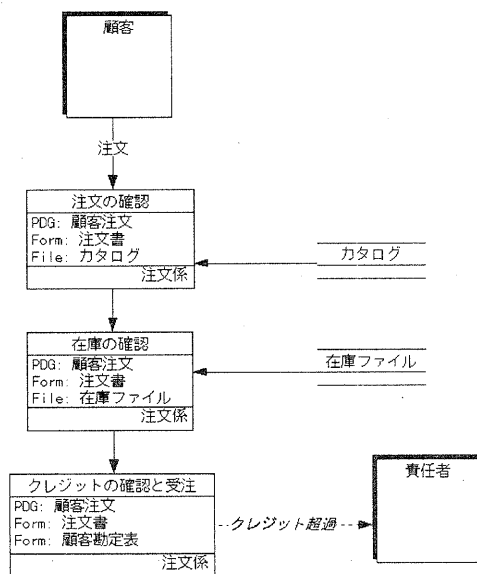 顧客
注文
注文の確認
PDG: 顧客注文
Form: 注文書
File: カタログ
注文係
カタログ
在庫の確認
PDG: 顧客注文
Form: 注文書
File: 在庫ファイル
注文係
在庫ファイル
クレジットの確認と受注
PDG: 顧客注文
Form: 注文書
Form: 顧客勘定表
注文係
クレジット超過
責任者